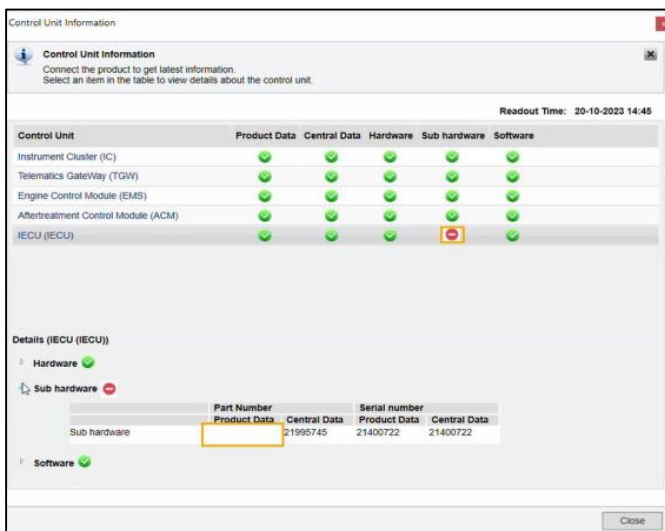 Control Unit Information
Control Unit Information
Connect the product to get latest information.
Select an item in the table to view details about the control unit.
Readout Time: 20-10-2023 14:45
Control Unit Product Data Central Data Hardware Sub hardware Software
Instrument Cluster (IC)
Telematics GateWay (TGW)
Engine Control Module (EMS)
Aftertreatment Control Module (ACM)
IECU (IECU)
Details (IECU (IECU))
Hardware
Sub hardware
Part Number Serial number
Product Data Central Data Product Data Central Data
Sub hardware 21995745 21400722 21400722
Software
Close